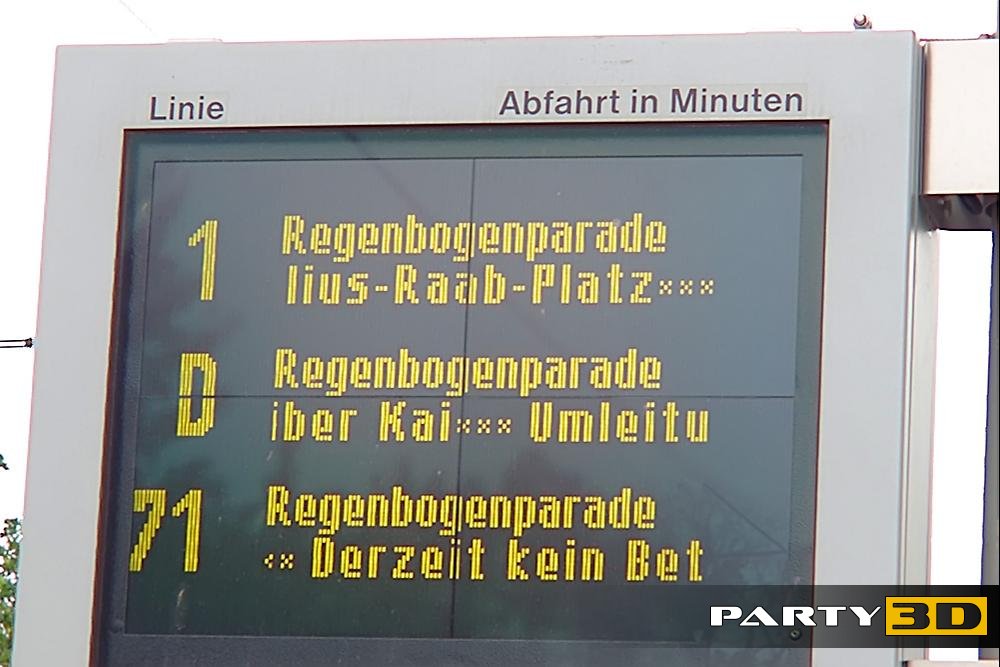 Linie Abfahrt in Minuten
1 Regenbogenparade
lius-Raab-Platz×××
D Regenbogenparade
iber Kai××× Umleitu
71 Regenbogenparade
×× Derzeit kein Bet
PARTY3D